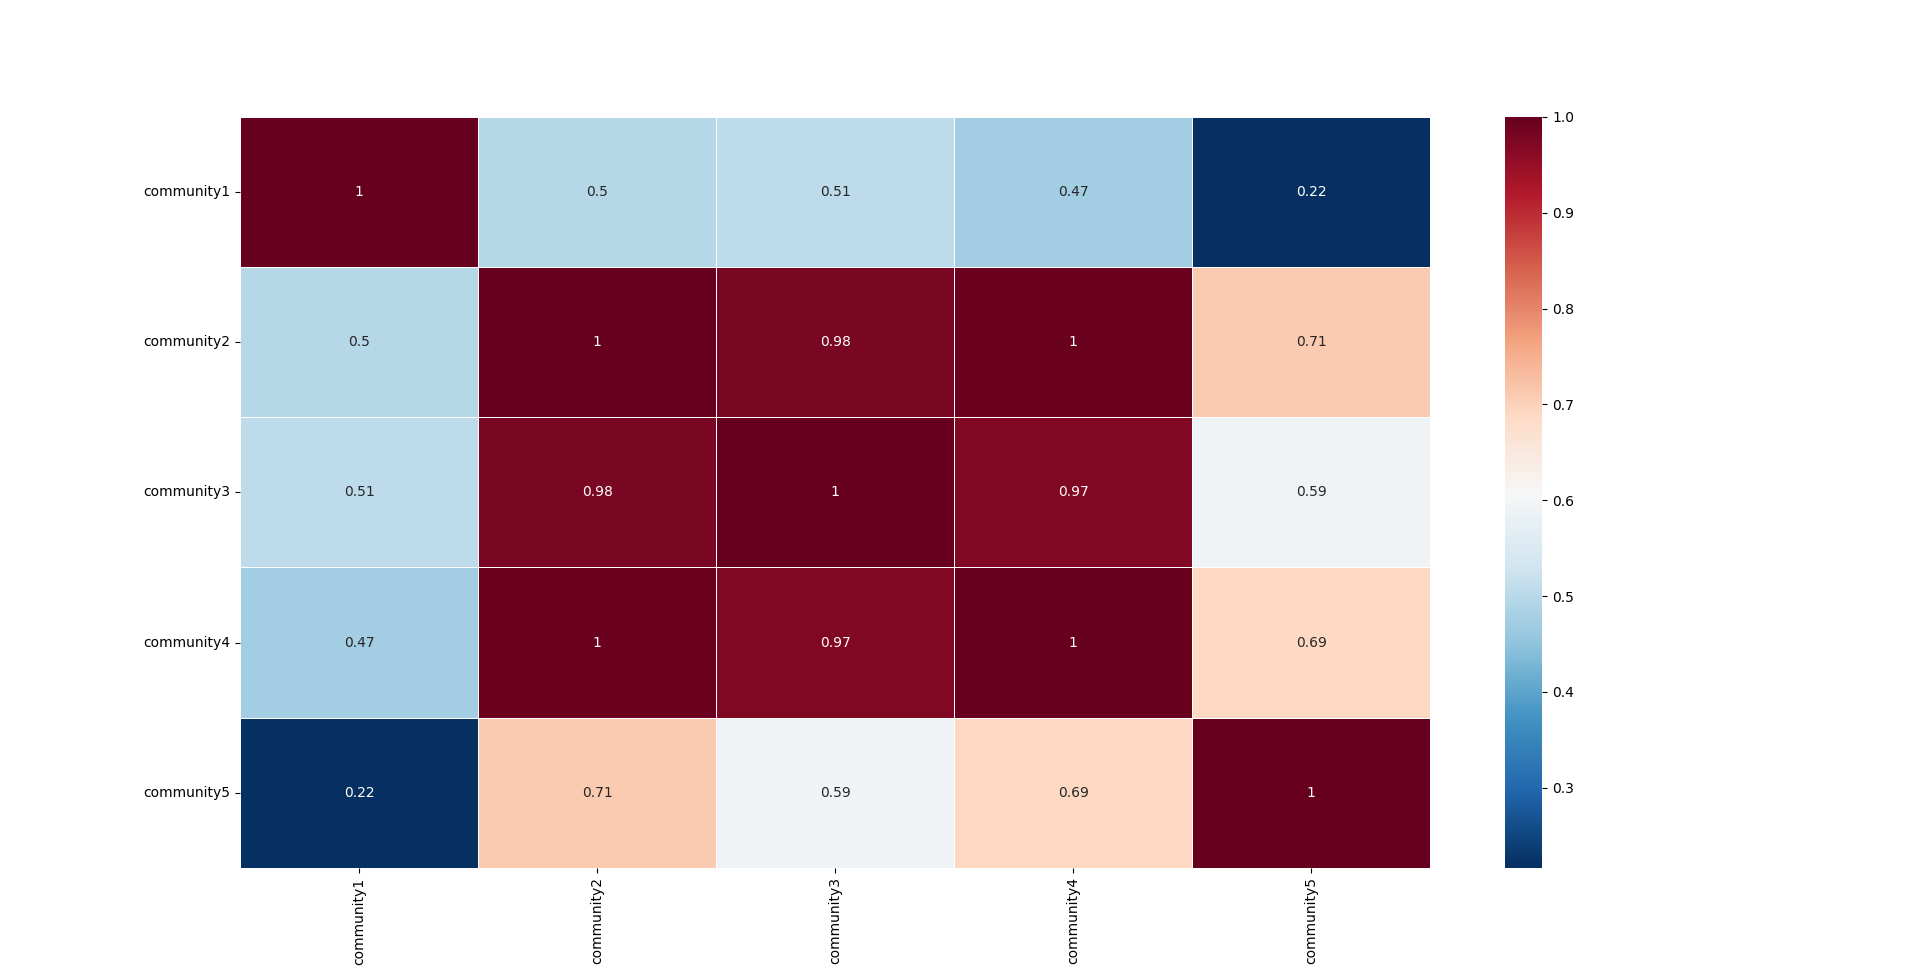 community1 1 0.5 0.51 0.47 0.22
community2 0.5 1 0.98 1 0.71
community3 0.51 0.98 1 0.97 0.59
community4 0.47 1 0.97 1 0.69
community5 0.22 0.71 0.59 0.69 1
community1 community2 community3 community4 community5
1.0
0.9
0.8
0.7
0.6
0.5
0.4
0.3